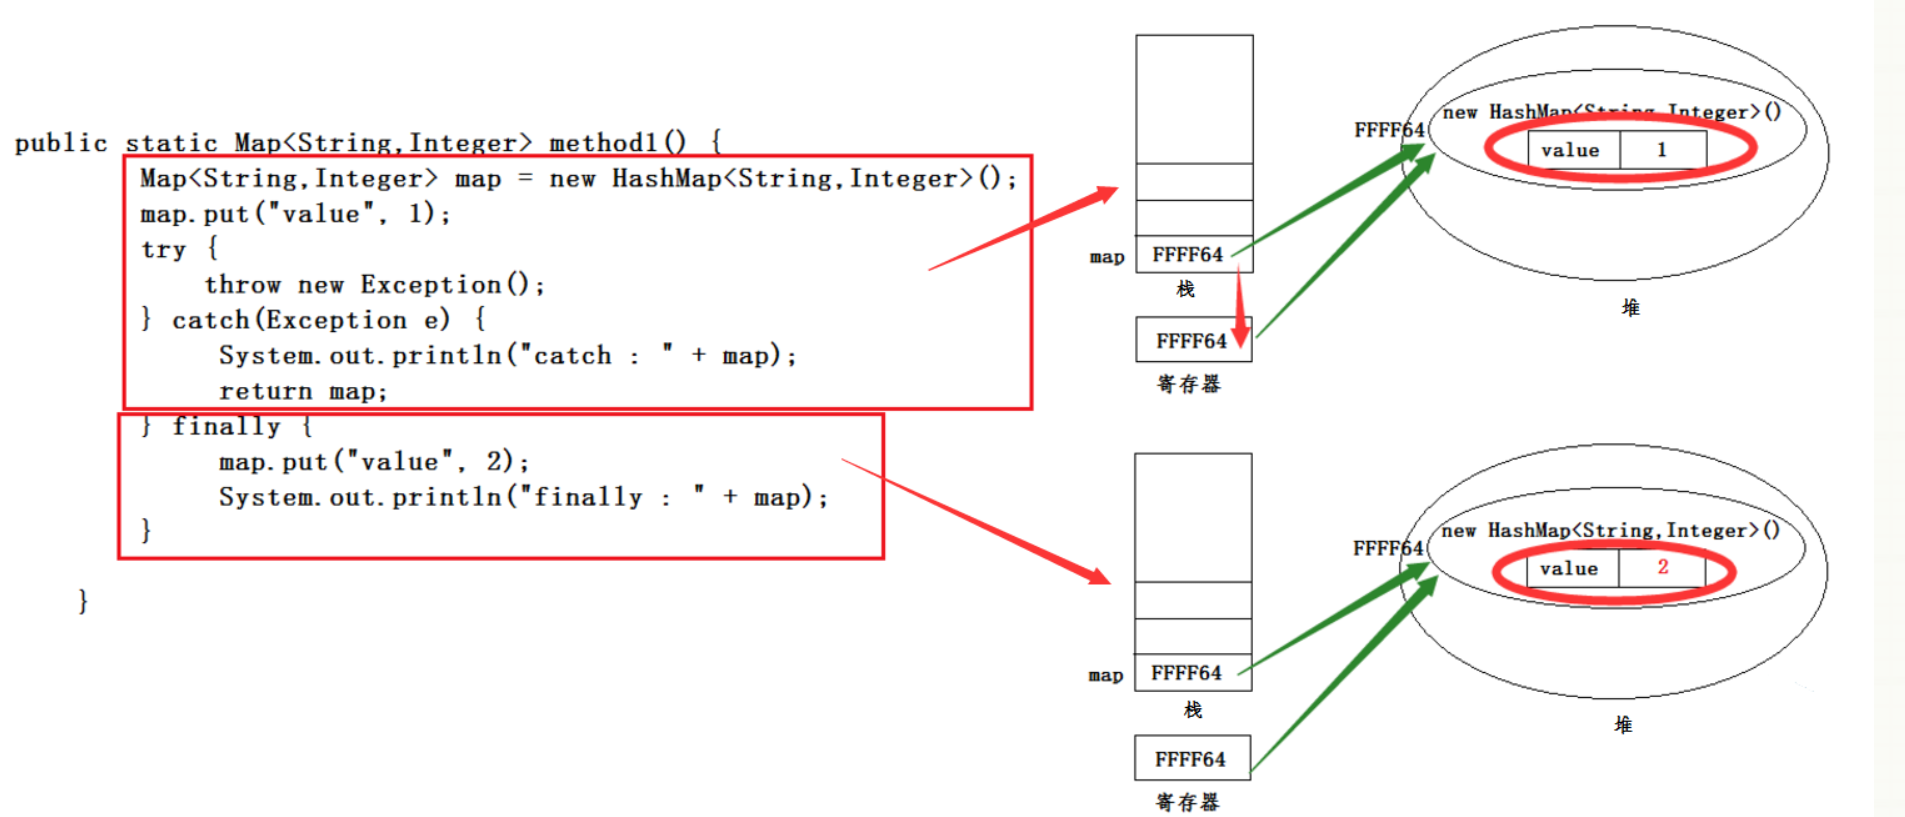 public static Map<String,Integer> method1() {
Map<String,Integer> map = new HashMap<String,Integer>();
map.put("value", 1);
try {
throw new Exception();
} catch(Exception e) {
System.out.println("catch : " + map);
return map;
} finally {
map.put("value", 2);
System.out.println("finally : " + map);
}
}
map FFFF64
栈
FFFF64
寄存器
FFFF64
new HashMap<String,Integer>()
value 1
堆
map FFFF64
栈
FFFF64
寄存器
FFFF64
new HashMap<String,Integer>()
value 2
堆